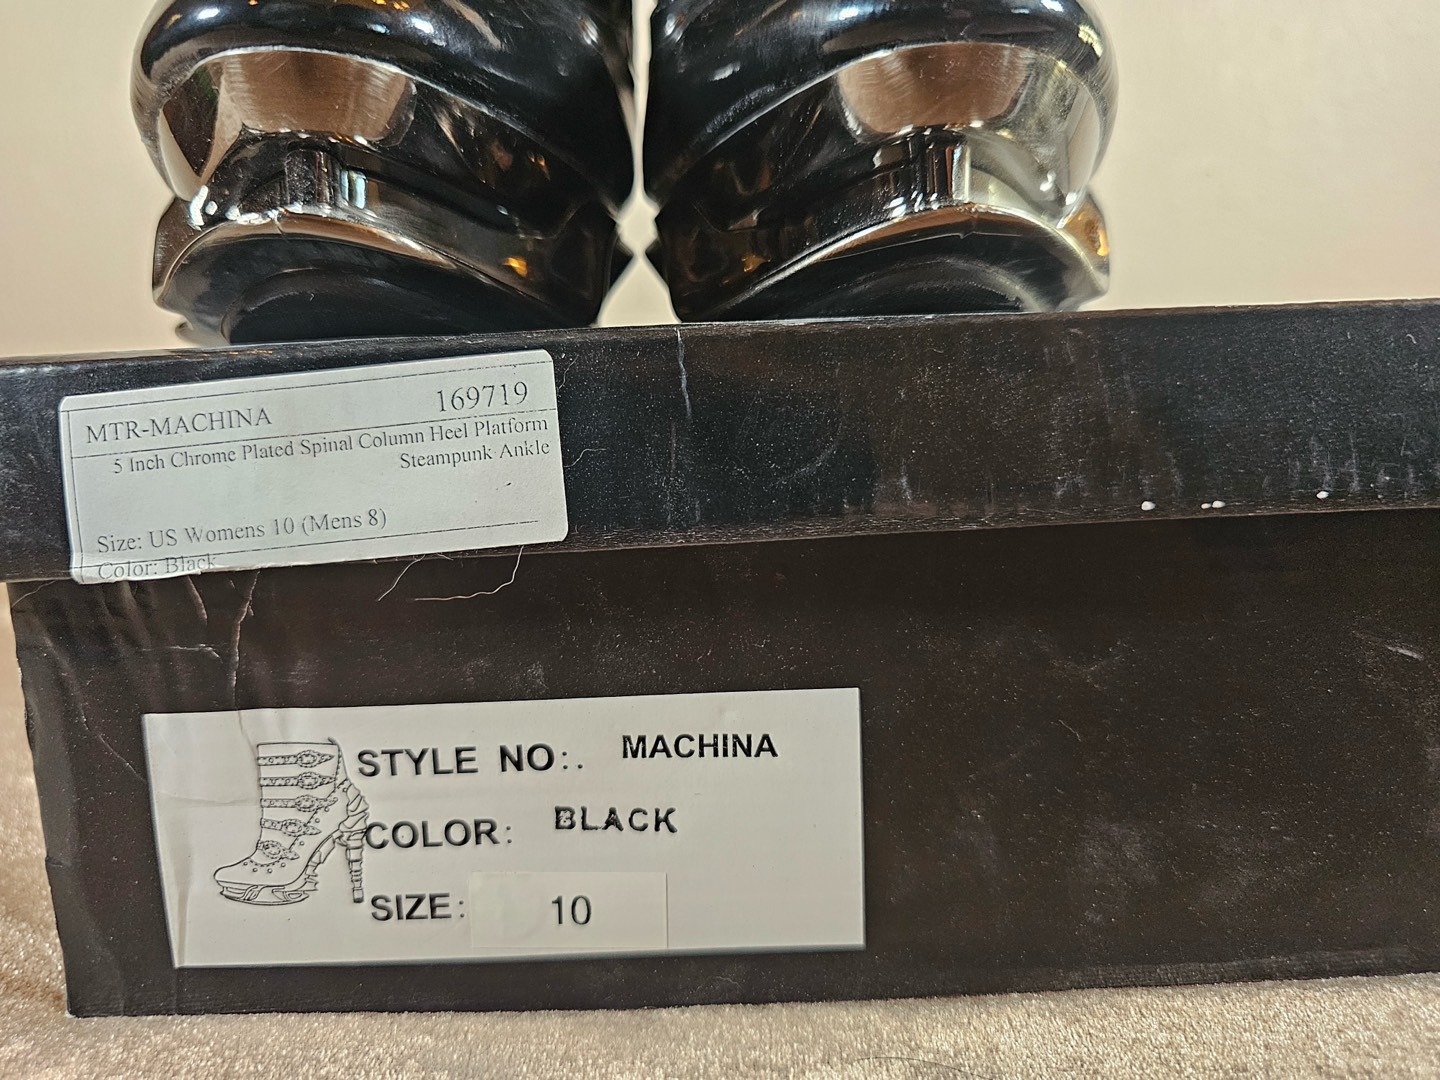 MTR-MACHINA 169719
5 Inch Chrome Plated Spinal Column Heel Platform
Steampunk Ankle
Size: US Womens 10 (Mens 8)
Color: Black
STYLE NO:. MACHINA
COLOR: BLACK
SIZE: 10